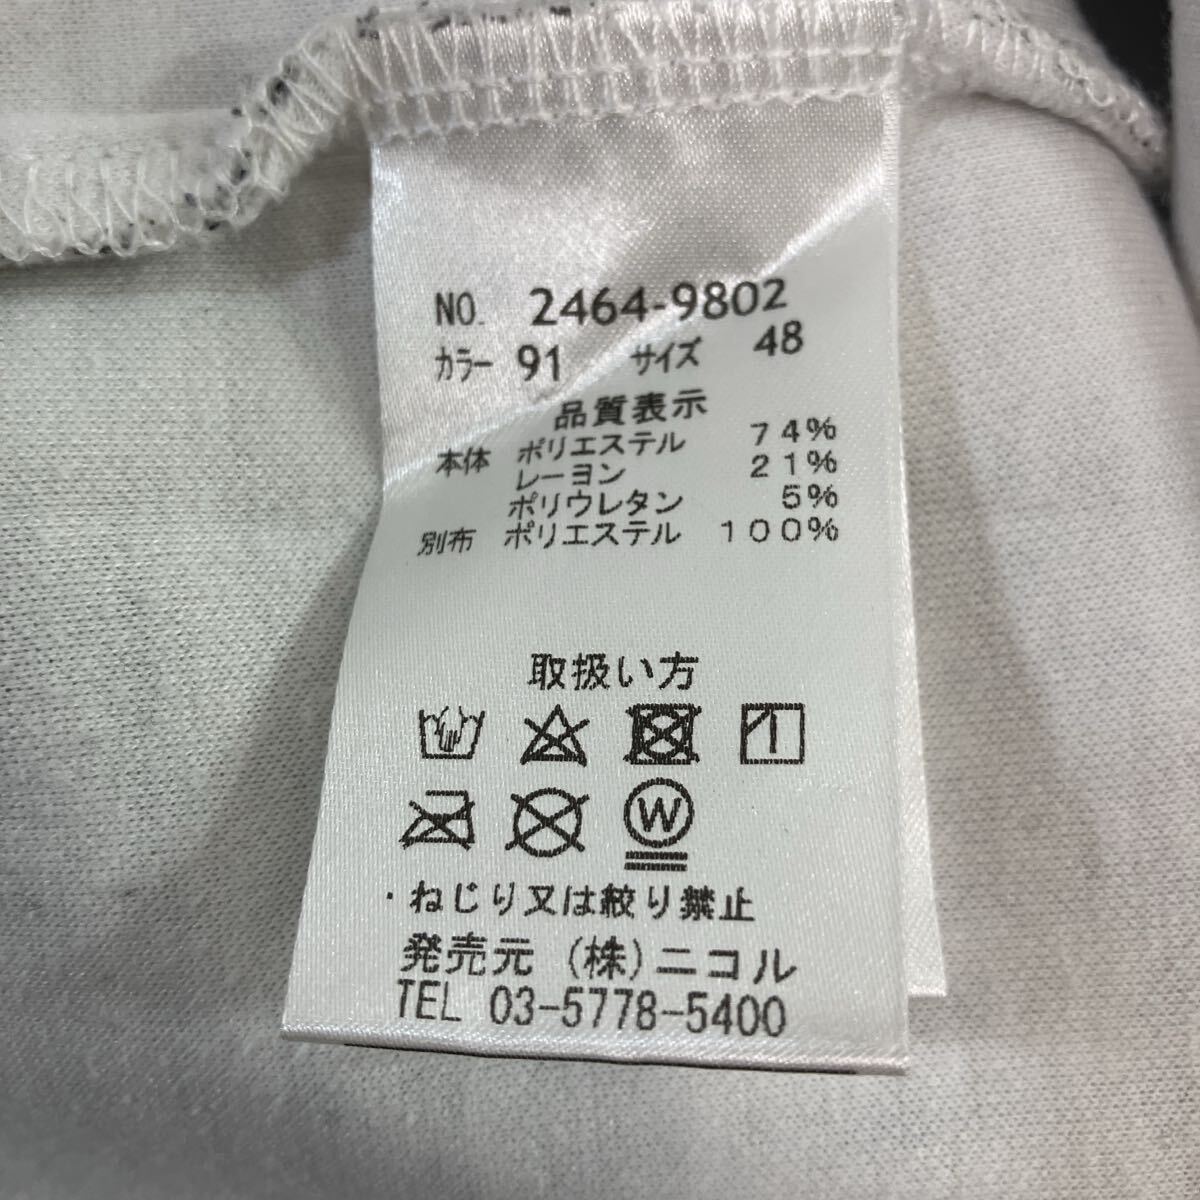 NO. 2464-9802
カラー 91 サイズ 48
品質表示
本体 ポリエステル 74%
レーヨン 21%
ポリウレタン 5%
別布 ポリエステル 100%
取扱い方
W
・ねじり又は絞り禁止
発売元 (株)ニコル
TEL 03-5778-5400